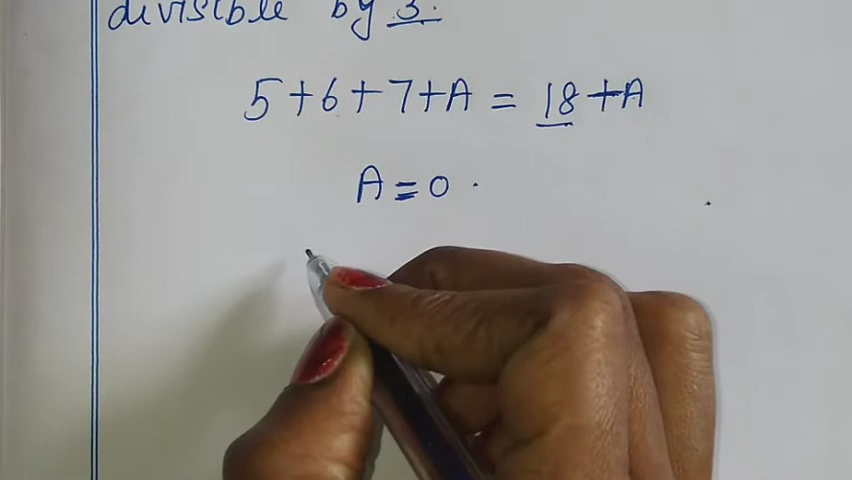 divisible by 3.
5+6+7+A = 18+A
A = 0.